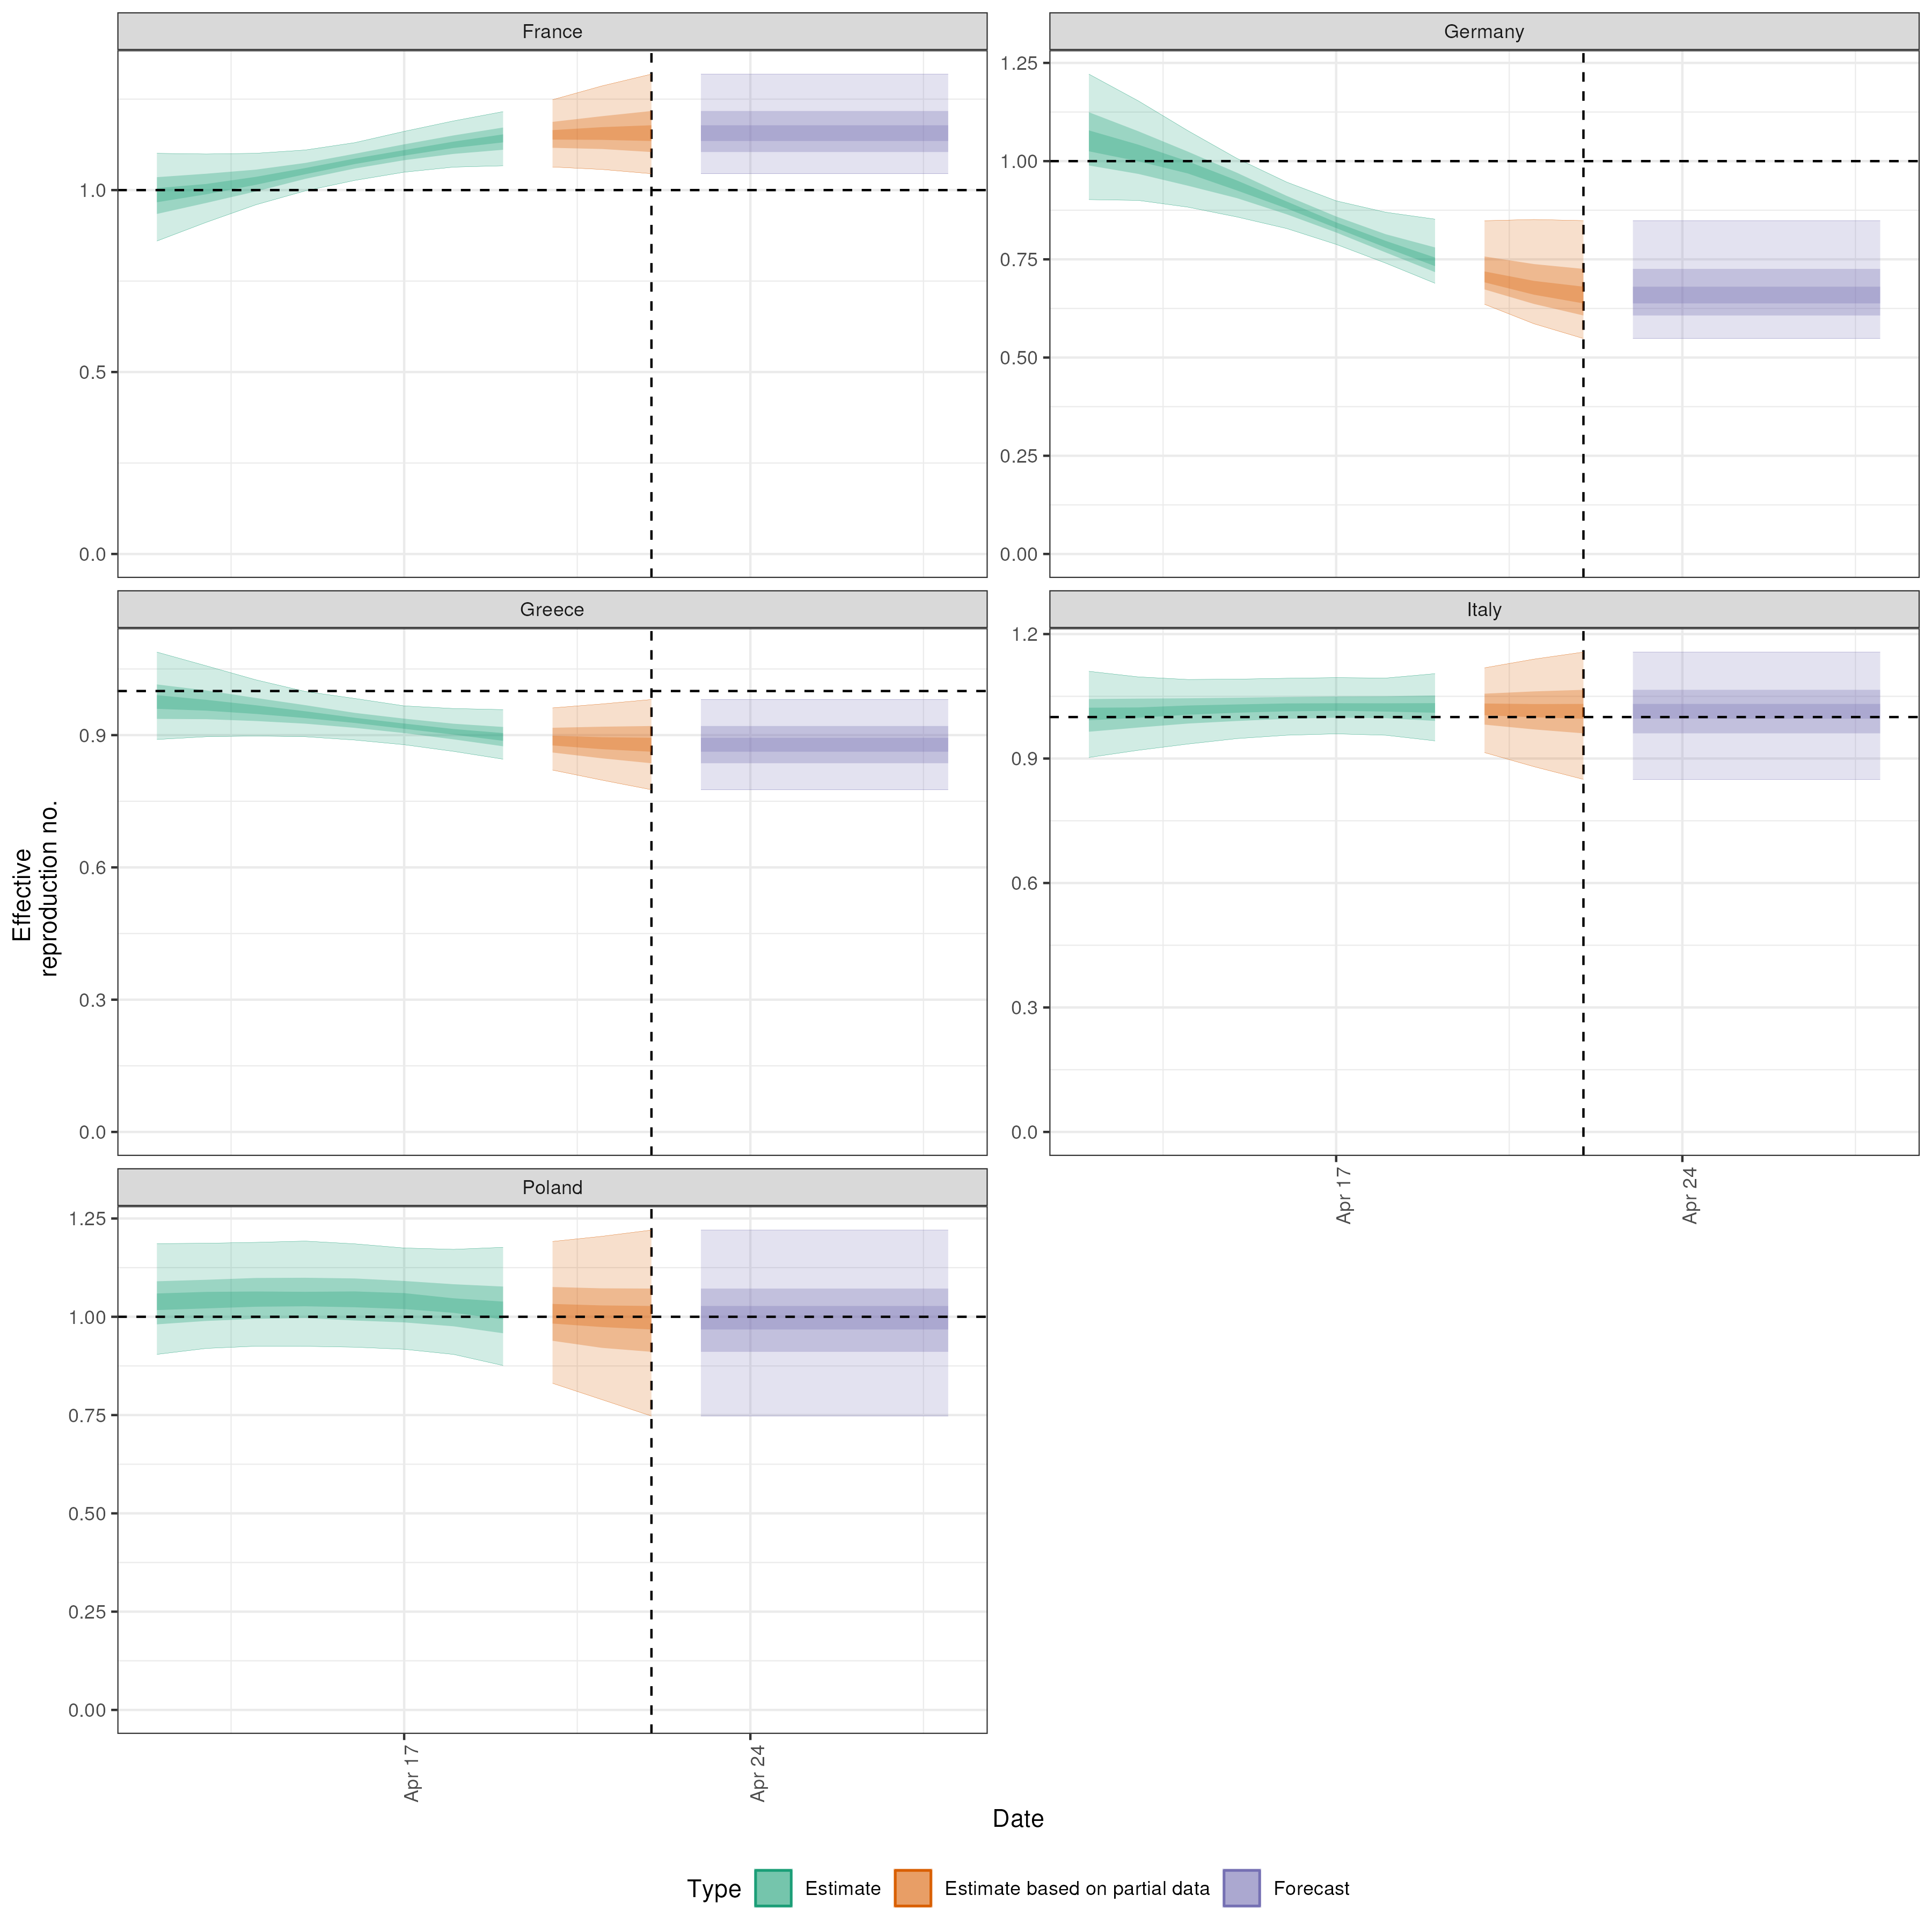 France
1.0
0.5
0.0
Germany
1.25
1.00
0.75
0.50
0.25
0.00
Greece
0.9
0.6
0.3
0.0
Italy
1.2
0.9
0.6
0.3
0.0
Apr 17
Apr 24
Poland
1.25
1.00
0.75
0.50
0.25
0.00
Apr 17
Apr 24
Effective
reproduction no.
Date
Type Estimate Estimate based on partial data Forecast